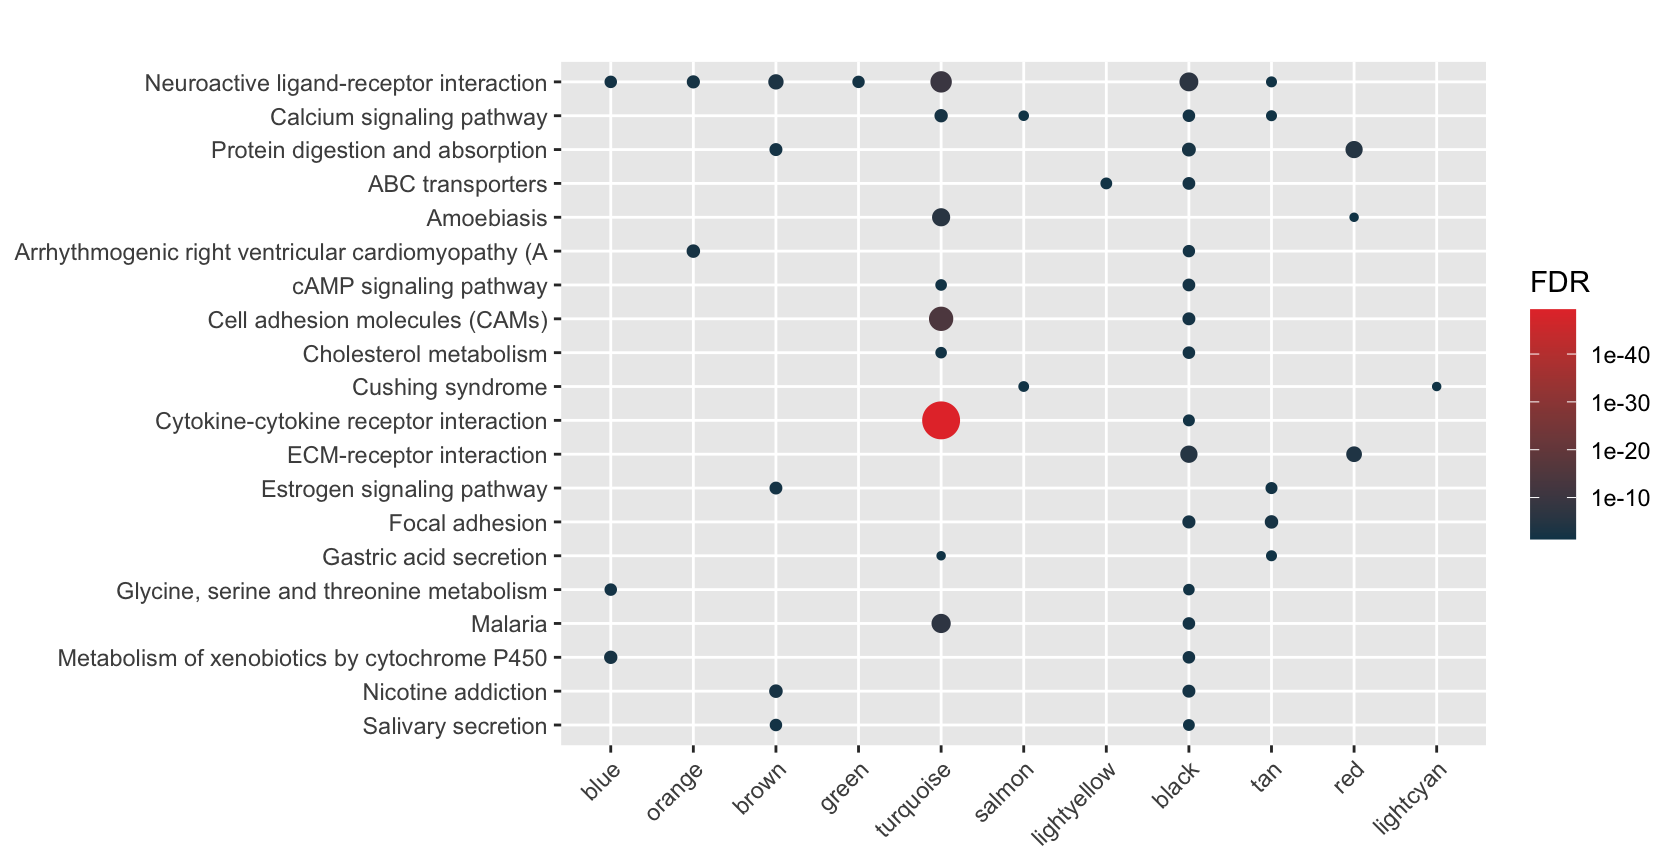 Neuroactive ligand-receptor interaction
Calcium signaling pathway
Protein digestion and absorption
ABC transporters
Amoebiasis
Arrhythmogenic right ventricular cardiomyopathy (A
cAMP signaling pathway
Cell adhesion molecules (CAMs)
Cholesterol metabolism
Cushing syndrome
Cytokine-cytokine receptor interaction
ECM-receptor interaction
Estrogen signaling pathway
Focal adhesion
Gastric acid secretion
Glycine, serine and threonine metabolism
Malaria
Metabolism of xenobiotics by cytochrome P450
Nicotine addiction
Salivary secretion
blue
orange
brown
green
turquoise
salmon
lightyellow
black
tan
red
lightcyan
FDR
1e-40
1e-30
1e-20
1e-10